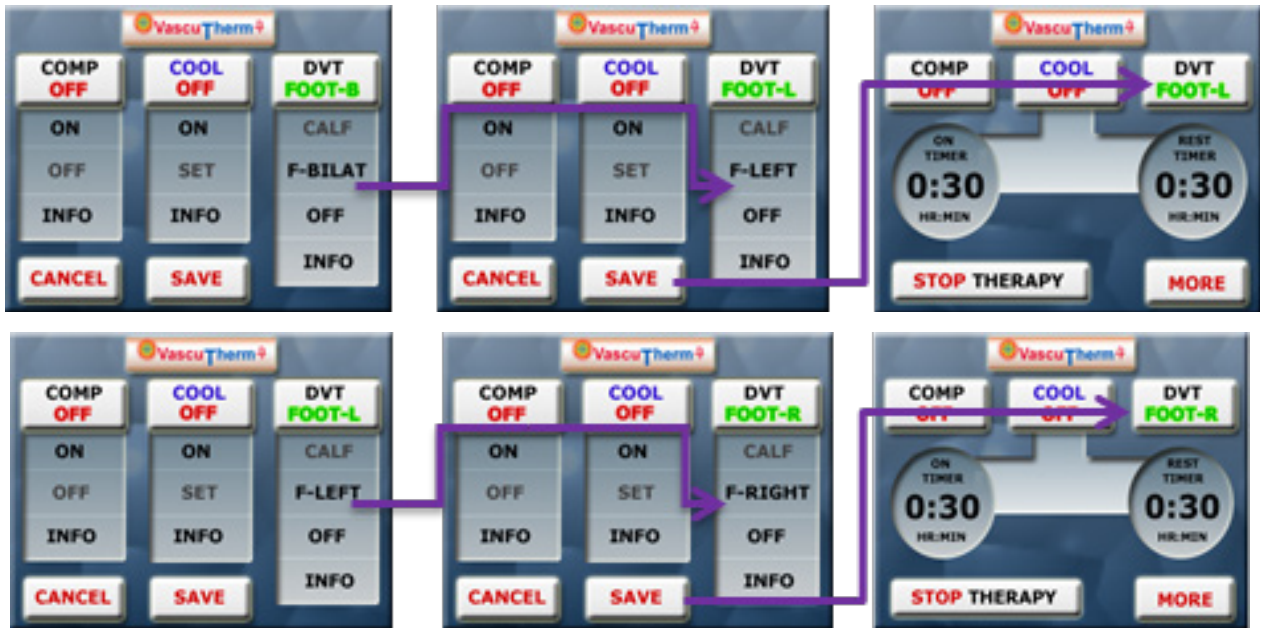 VascuTherm
COMP OFF
COOL OFF
DVT FOOT-B
ON
ON
CALF
OFF
SET
F-BILAT
INFO
INFO
OFF
INFO
CANCEL
SAVE
VascuTherm
COMP OFF
COOL OFF
DVT FOOT-L
ON
ON
CALF
OFF
SET
F-LEFT
INFO
INFO
OFF
INFO
CANCEL
SAVE
VascuTherm
COMP OFF
COOL OFF
DVT FOOT-L
ON TIMER
0:30
HR:MIN
REST TIMER
0:30
HR:MIN
STOP THERAPY
MORE
VascuTherm
COMP OFF
COOL OFF
DVT FOOT-L
ON
ON
CALF
OFF
SET
F-LEFT
INFO
INFO
OFF
INFO
CANCEL
SAVE
VascuTherm
COMP OFF
COOL OFF
DVT FOOT-R
ON
ON
CALF
OFF
SET
F-RIGHT
INFO
INFO
OFF
INFO
CANCEL
SAVE
VascuTherm
COMP OFF
COOL OFF
DVT FOOT-R
ON TIMER
0:30
HR:MIN
REST TIMER
0:30
HR:MIN
STOP THERAPY
MORE